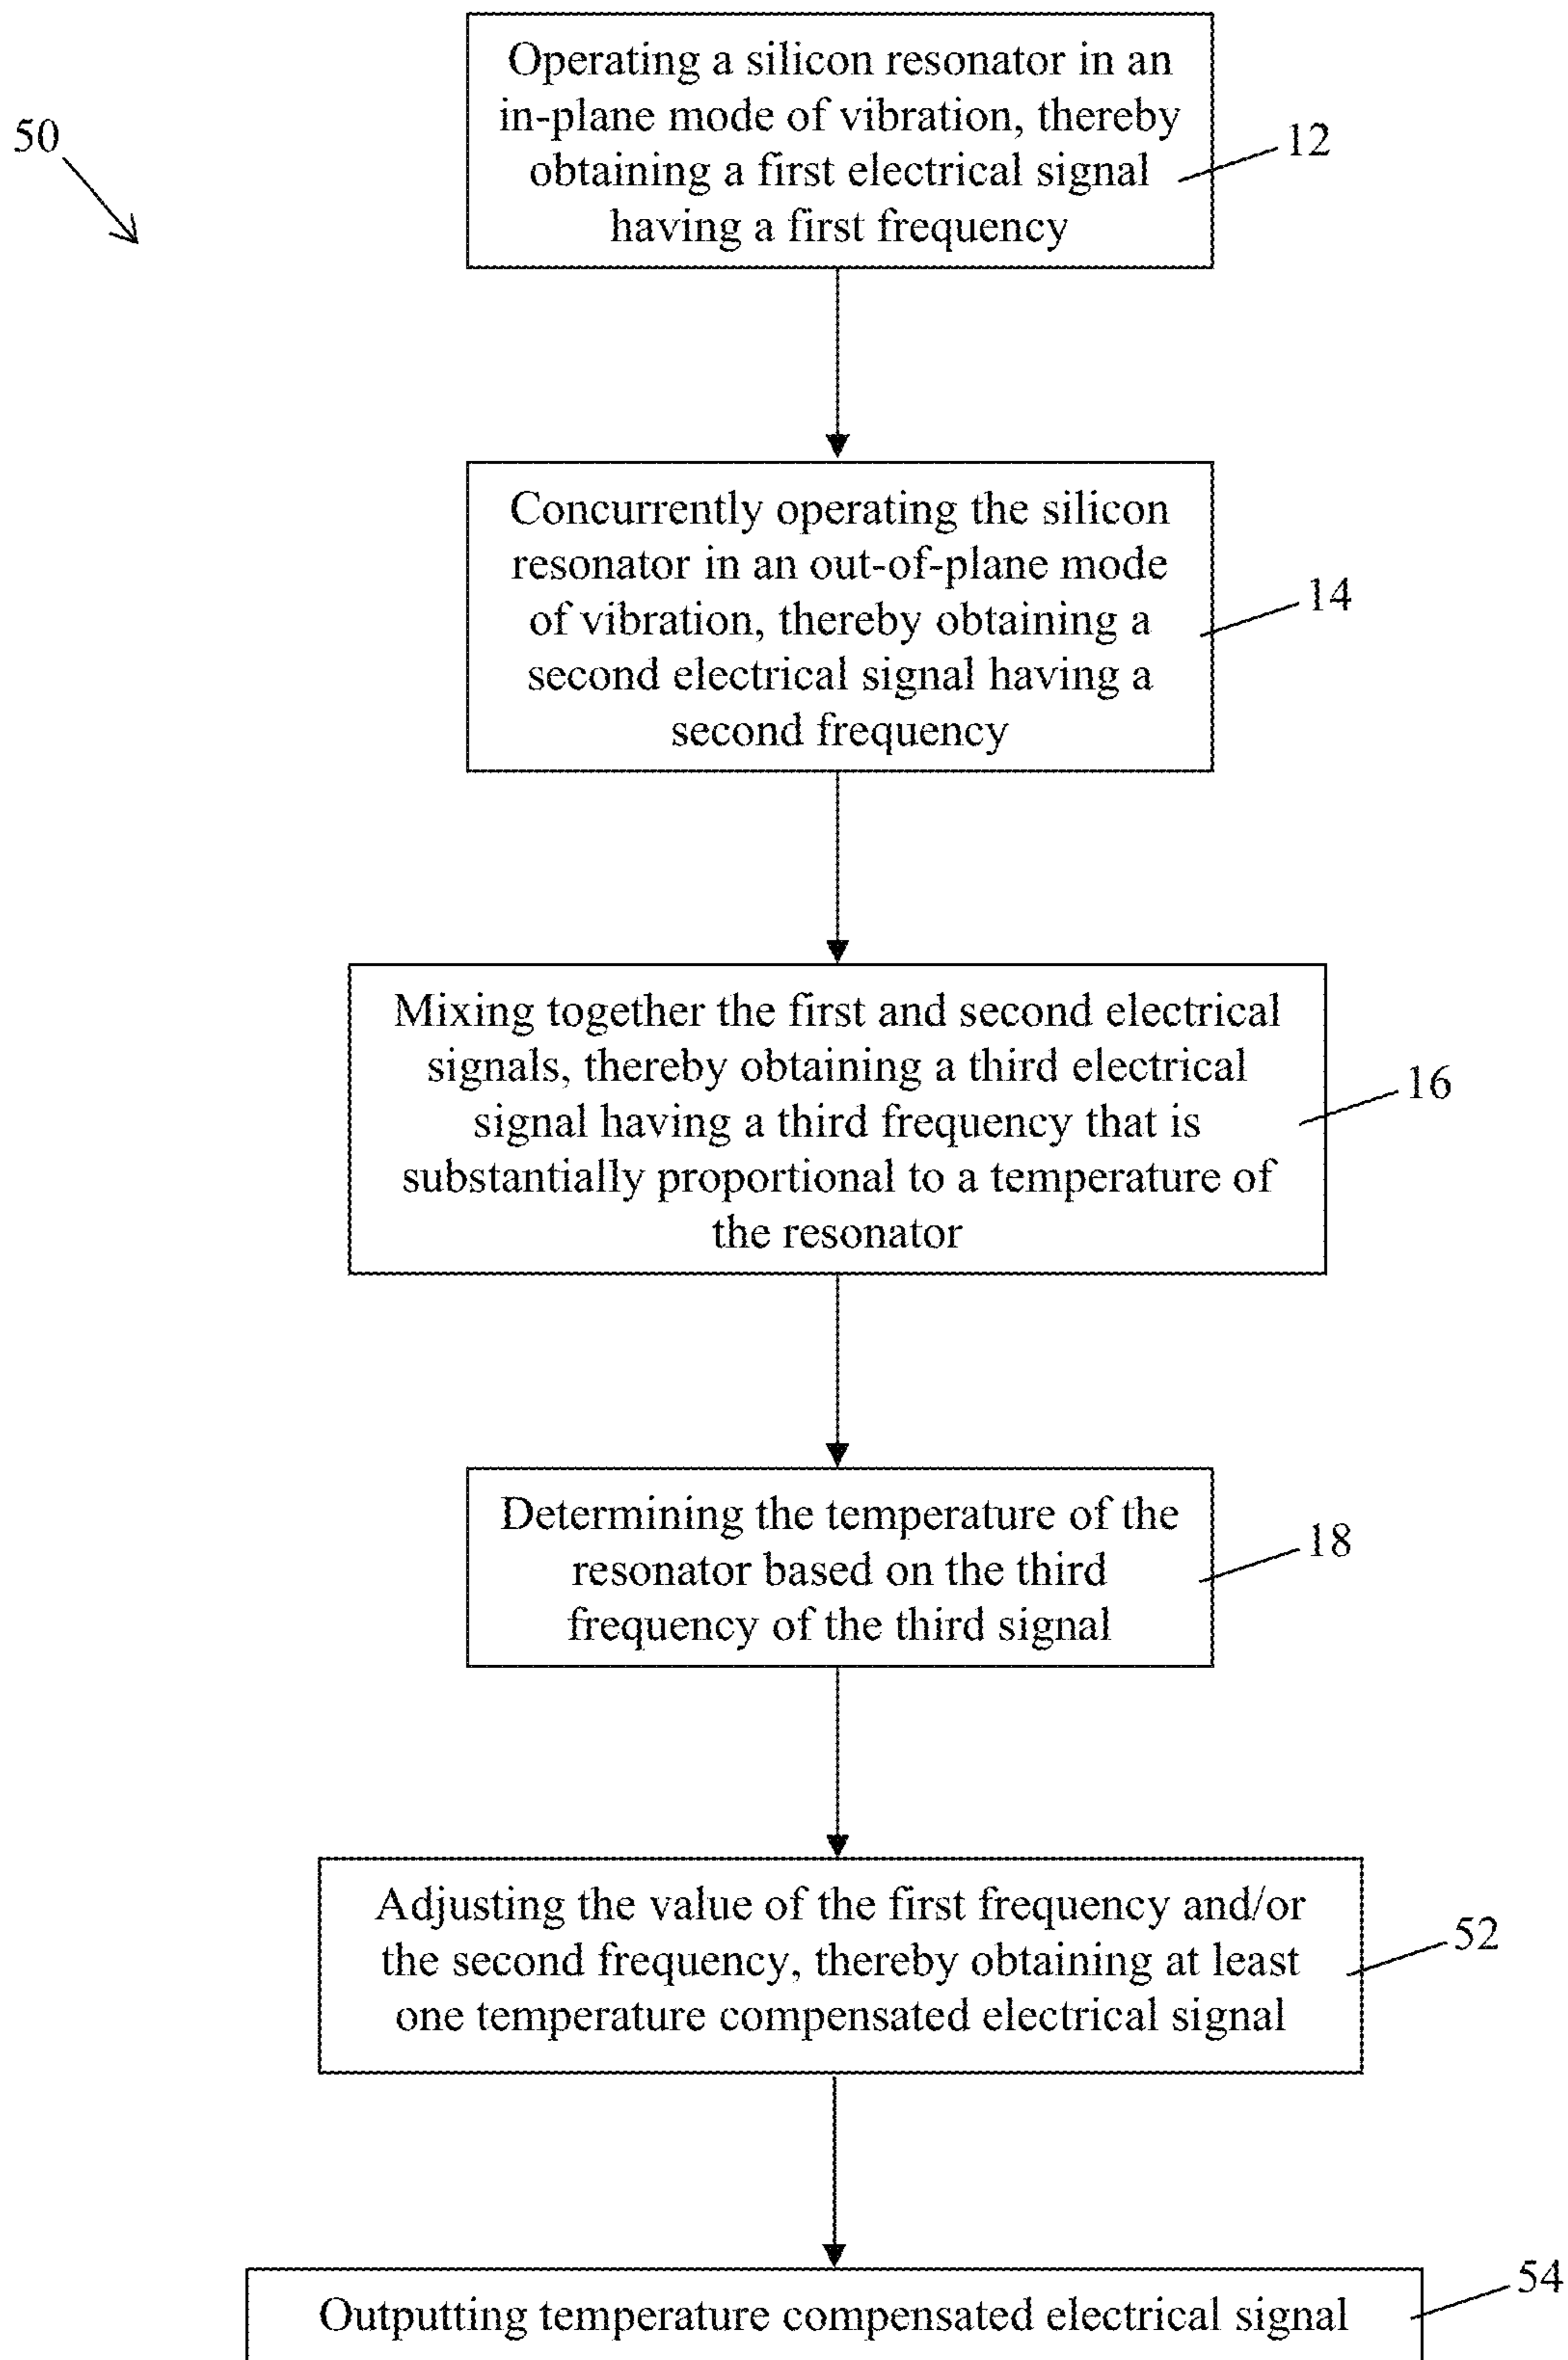 50
Operating a silicon resonator in an
in-plane mode of vibration, thereby
obtaining a first electrical signal
having a first frequency
12
Concurrently operating the silicon
resonator in an out-of-plane mode
of vibration, thereby obtaining a
second electrical signal having a
second frequency
14
Mixing together the first and second electrical
signals, thereby obtaining a third electrical
signal having a third frequency that is
substantially proportional to a temperature of
the resonator
16
Determining the temperature of the
resonator based on the third
frequency of the third signal
18
Adjusting the value of the first frequency and/or
the second frequency, thereby obtaining at least
one temperature compensated electrical signal
52
Outputting temperature compensated electrical signal
54